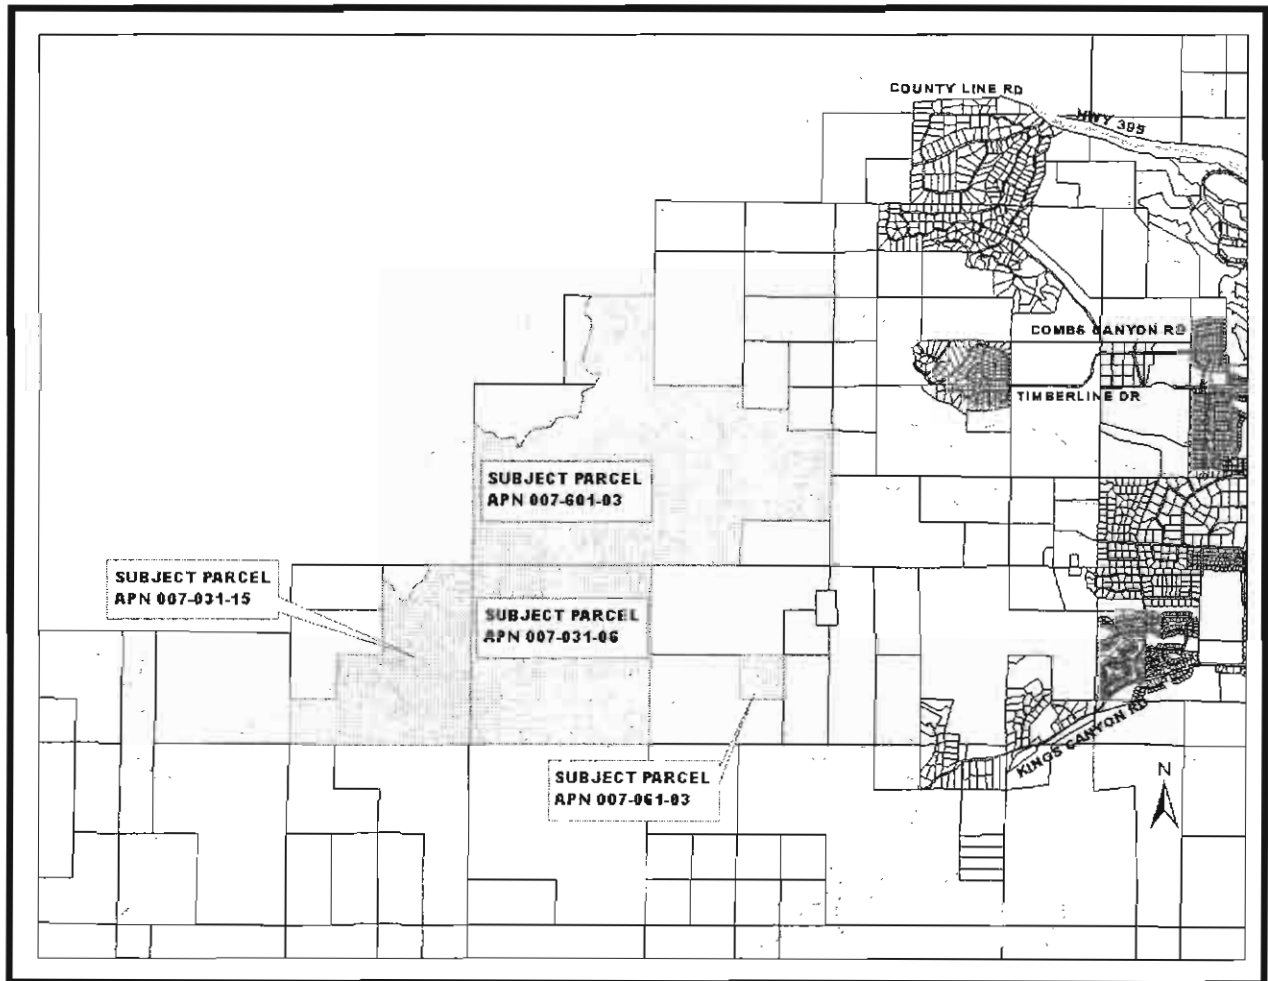 COUNTY LINE RD
HWY 395
COMBS CANYON RD
TIMBERLINE DR
SUBJECT PARCEL
APN 007-601-03
SUBJECT PARCEL
APN 007-031-15
SUBJECT PARCEL
APN 007-031-06
KINGS CANYON RD
SUBJECT PARCEL
APN 007-061-03
N